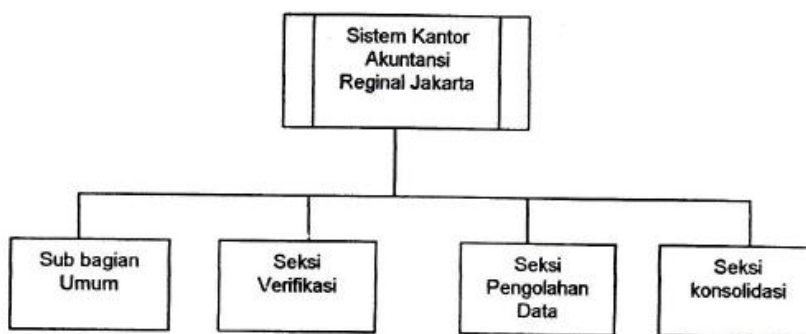 Sistem Kantor
Akuntansi
Reginal Jakarta
Sub bagian
Umum
Seksi
Verifikasi
Seksi
Pengolahan
Data
Seksi
konsolidasi